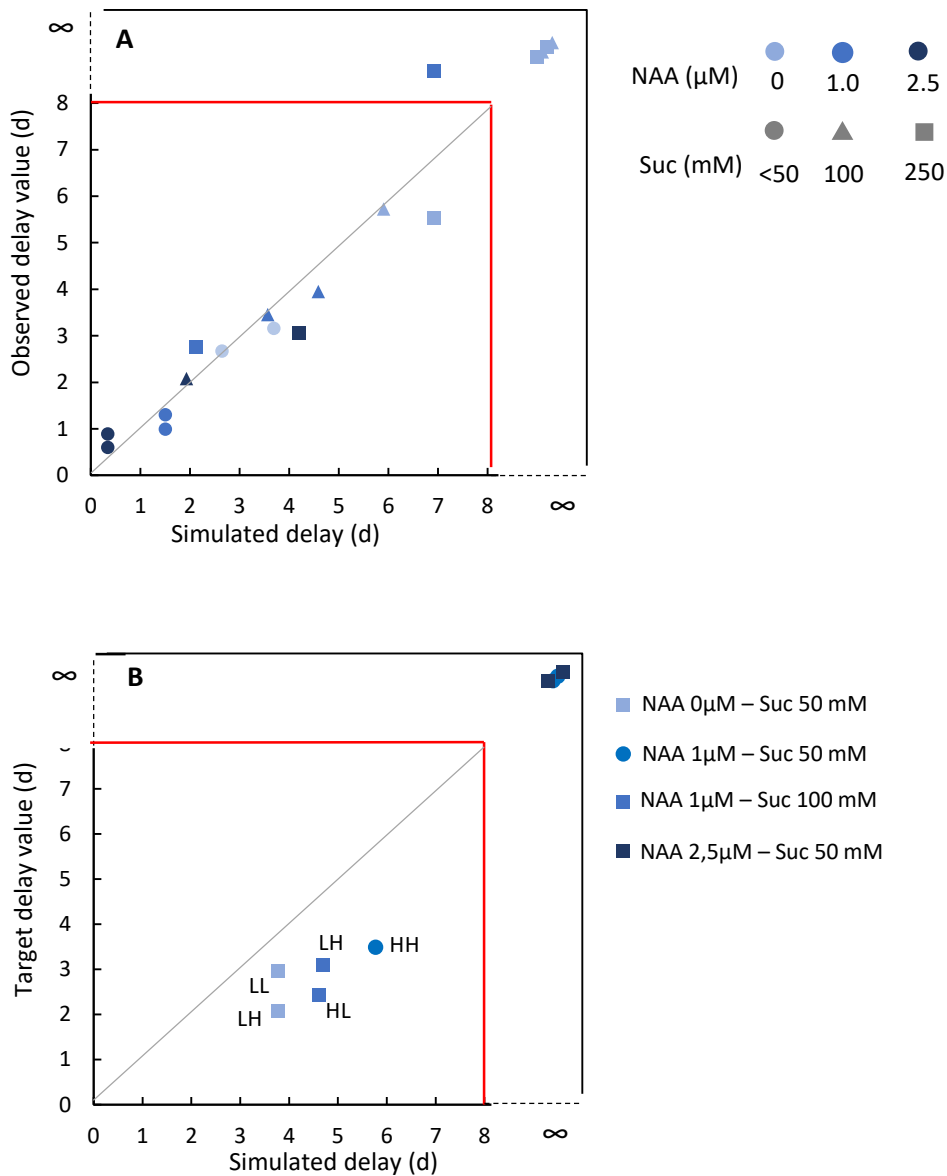 ∞
A
8
7
6
5
4
3
2
1
0
Observed delay value (d)
0 1 2 3 4 5 6 7 8 ∞
Simulated delay (d)
NAA (μM) 0 1.0 2.5
Suc (mM) <50 100 250
∞
B
7
6
5
4
3
2
1
0
Target delay value (d)
LH HH
LL
LH HL
0 1 2 3 4 5 6 7 8 ∞
Simulated delay (d)
NAA 0μM – Suc 50 mM
NAA 1μM – Suc 50 mM
NAA 1μM – Suc 100 mM
NAA 2,5μM – Suc 50 mM